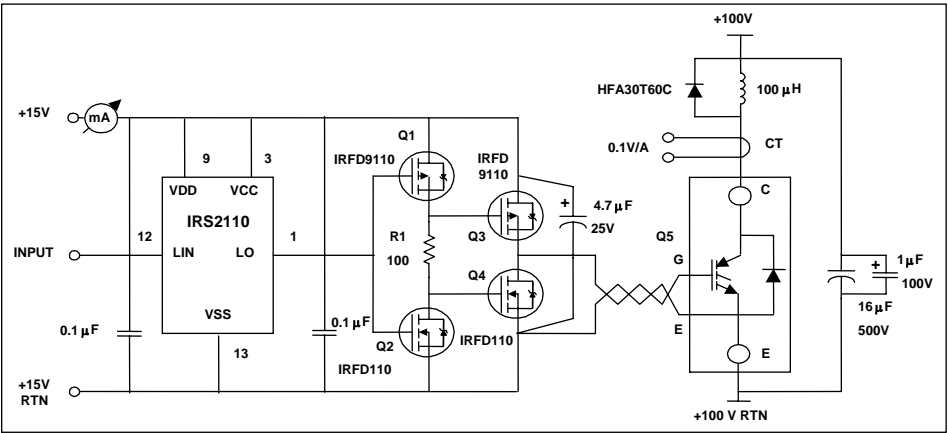 +100V
HFA30T60C
100 µH
+15V
mA
Q1
0.1V/A
CT
9
3
IRFD9110
IRFD
9110
VDD
VCC
+
4.7 µF
25V
C
IRS2110
INPUT
12
LIN
LO
1
R1
100
Q3
Q4
Q5
G
+
1µF
100V
16µF
500V
VSS
0.1 µF
0.1 µF
E
13
Q2
IRFD110
IRFD110
E
+15V
RTN
+100 V RTN